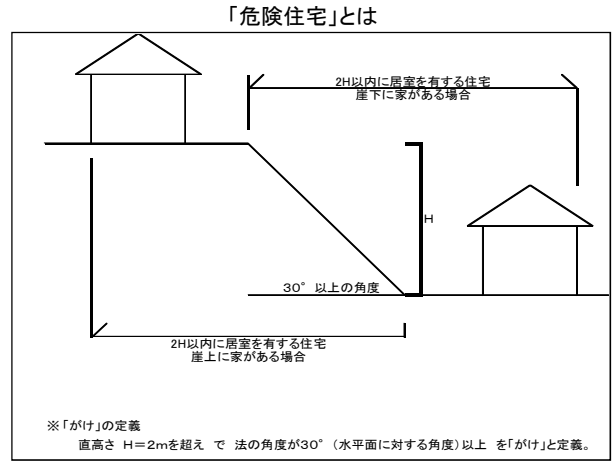 「危険住宅」とは
2H以内に居室を有する住宅
崖下に家がある場合
H
30°以上の角度
2H以内に居室を有する住宅
崖上に家がある場合
※「がけ」の定義
直高さ H=2mを超え で 法の角度が30°(水平面に対する角度)以上 を「がけ」と定義。